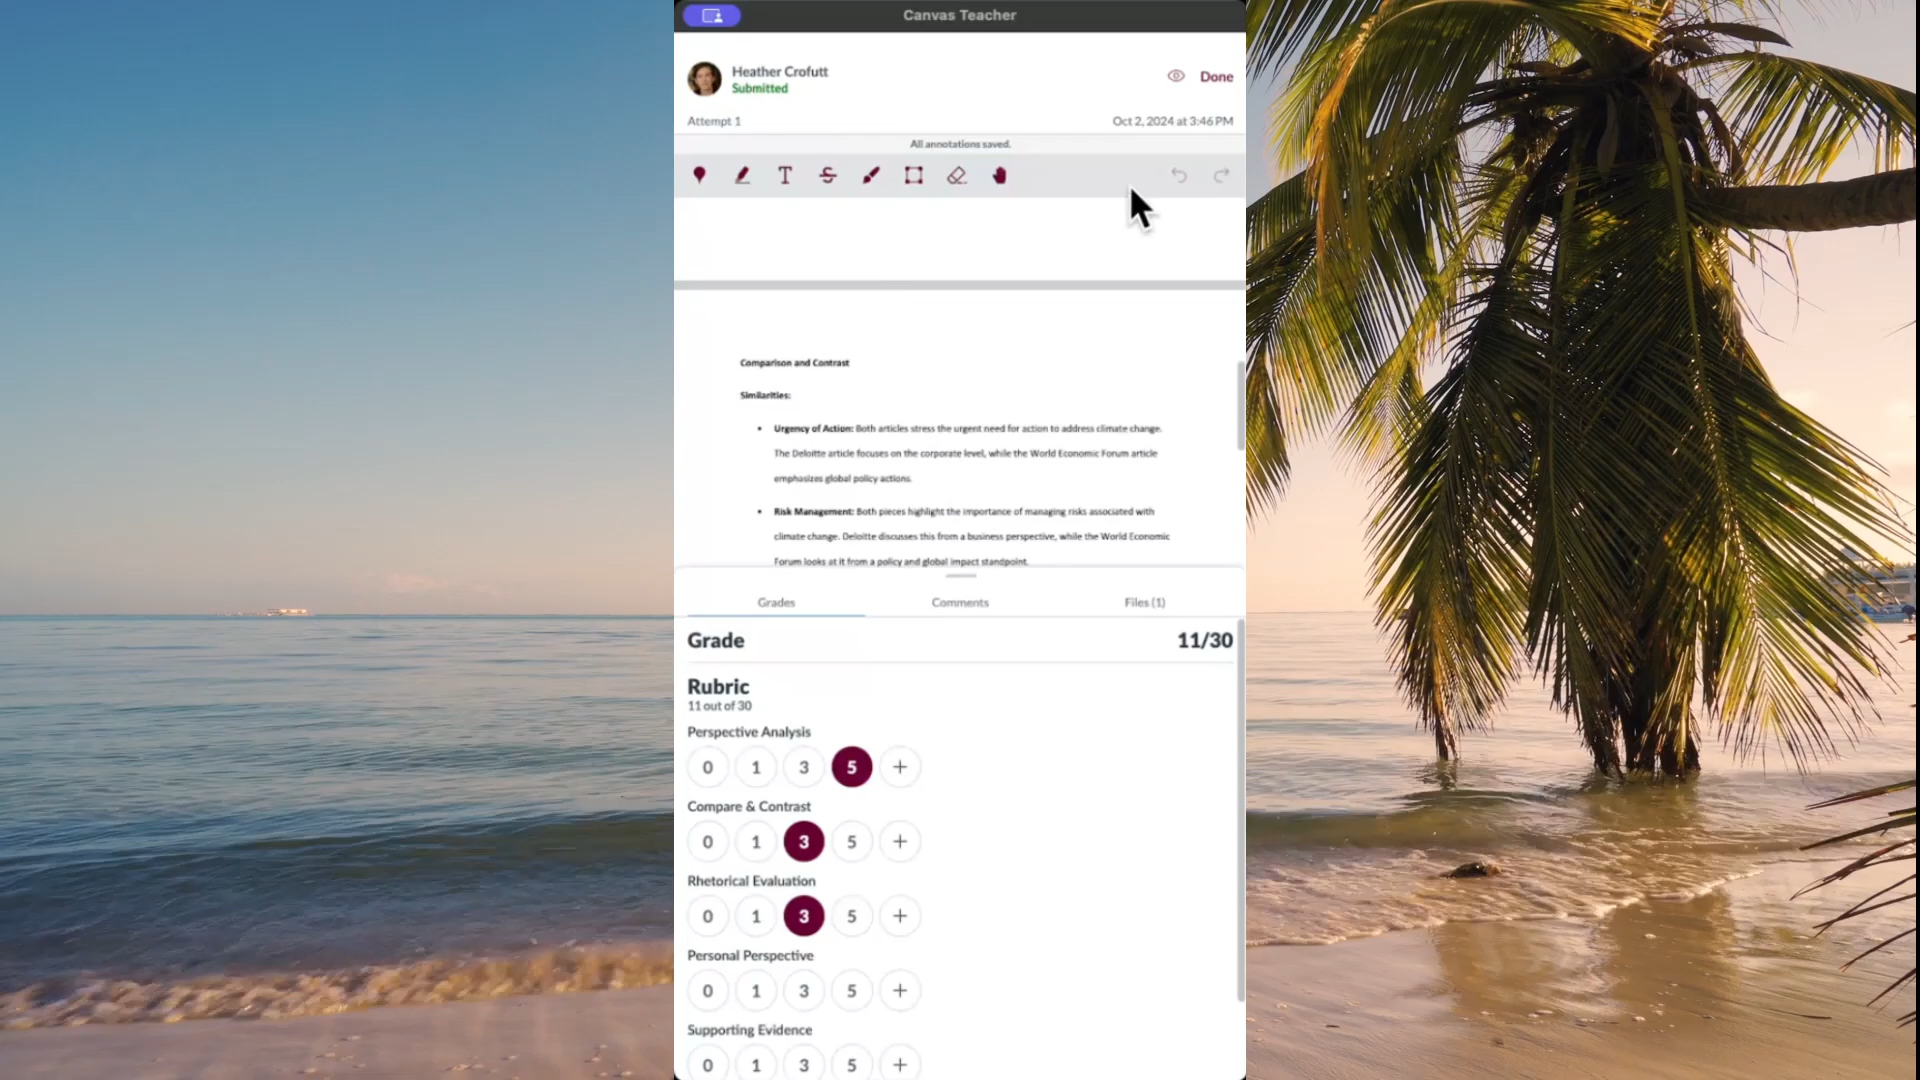 Canvas Teacher
Heather Crofutt
Submitted
Done
Attempt 1
Oct 2, 2024 at 3:46 PM
All annotations saved.
Comparison and Contrast
Similarities:
• Urgency of Action: Both articles stress the urgent need for action to address climate change.
The Deloitte article focuses on the corporate level, while the World Economic Forum article
emphasizes global policy actions.
• Risk Management: Both pieces highlight the importance of managing risks associated with
climate change. Deloitte discusses this from a business perspective, while the World Economic
Forum looks at it from a policy and global impact standpoint.
Grades Comments Files (1)
Grade 11/30
Rubric
11 out of 30
Perspective Analysis
0 1 3 5 +
Compare & Contrast
0 1 3 5 +
Rhetorical Evaluation
0 1 3 5 +
Personal Perspective
0 1 3 5 +
Supporting Evidence
0 1 3 5 +